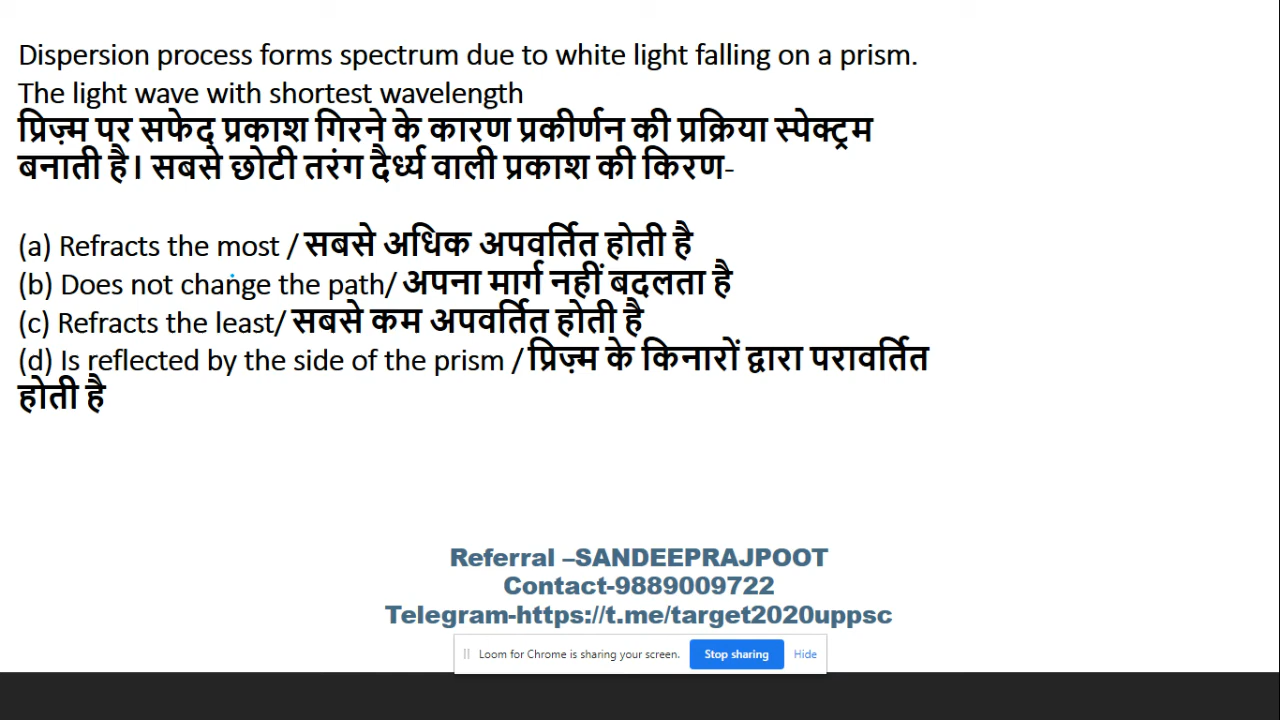 Dispersion process forms spectrum due to white light falling on a prism.
The light wave with shortest wavelength
प्रिज़्म पर सफेद प्रकाश गिरने के कारण प्रकीर्णन की प्रक्रिया स्पेक्ट्रम
बनाती है। सबसे छोटी तरंग दैर्ध्य वाली प्रकाश की किरण-
(a) Refracts the most / सबसे अधिक अपवर्तित होती है
(b) Does not change the path/ अपना मार्ग नहीं बदलता है
(c) Refracts the least/ सबसे कम अपवर्तित होती है
(d) Is reflected by the side of the prism / प्रिज़्म के किनारों द्वारा परावर्तित
होती है
Referral –SANDEEPRAJPOOT
Contact-9889009722
Telegram-https://t.me/target2020uppsc
Loom for Chrome is sharing your screen. Stop sharing Hide